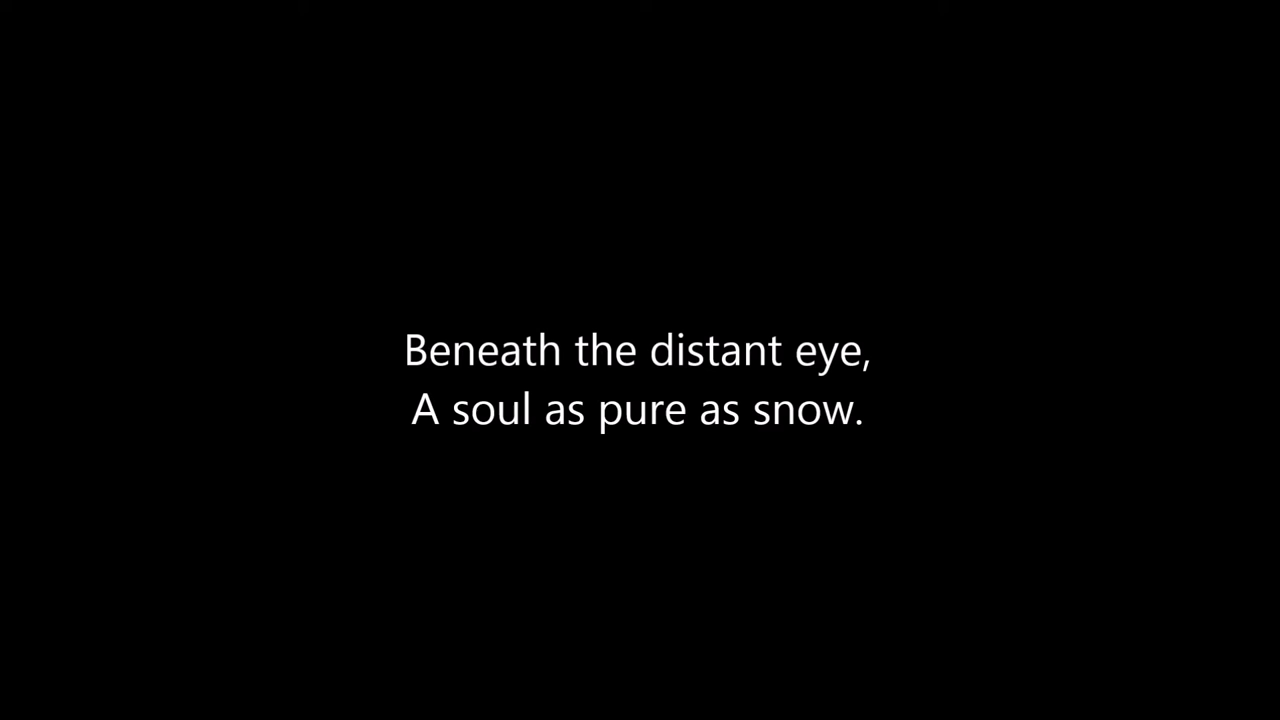 Beneath the distant eye,
A soul as pure as snow.